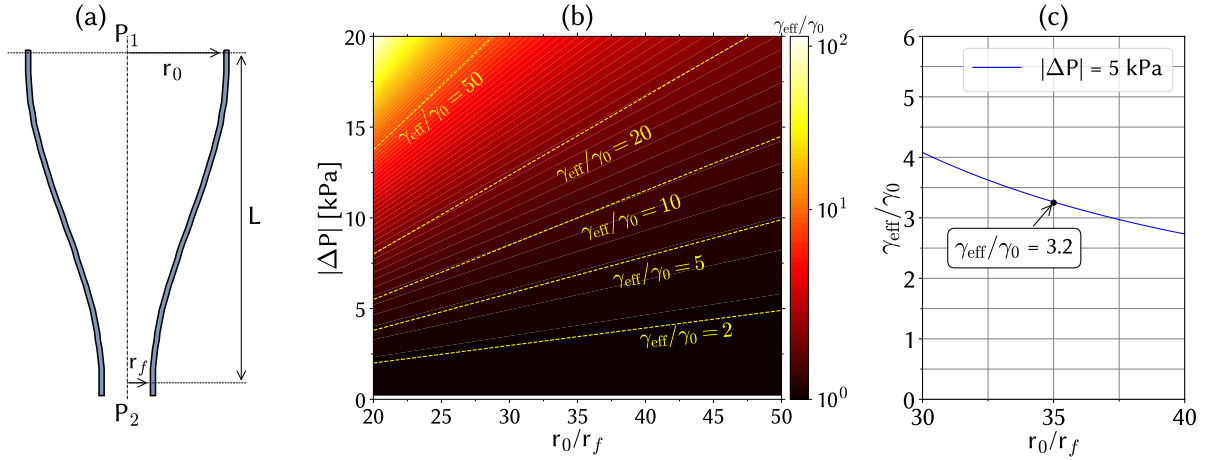 (a)
P1
r0
L
rf
P2
(b)
γeff/γ0
20
15
10
5
0
|ΔP| [kPa]
γeff/γ0 = 50
γeff/γ0 = 20
γeff/γ0 = 10
γeff/γ0 = 5
γeff/γ0 = 2
20 25 30 35 40 45 50
r0/rf
10^2
10^1
10^0
(c)
|ΔP| = 5 kPa
6
5
4
3
2
1
0
γeff/γ0
γeff/γ0 = 3.2
30 35 40
r0/rf